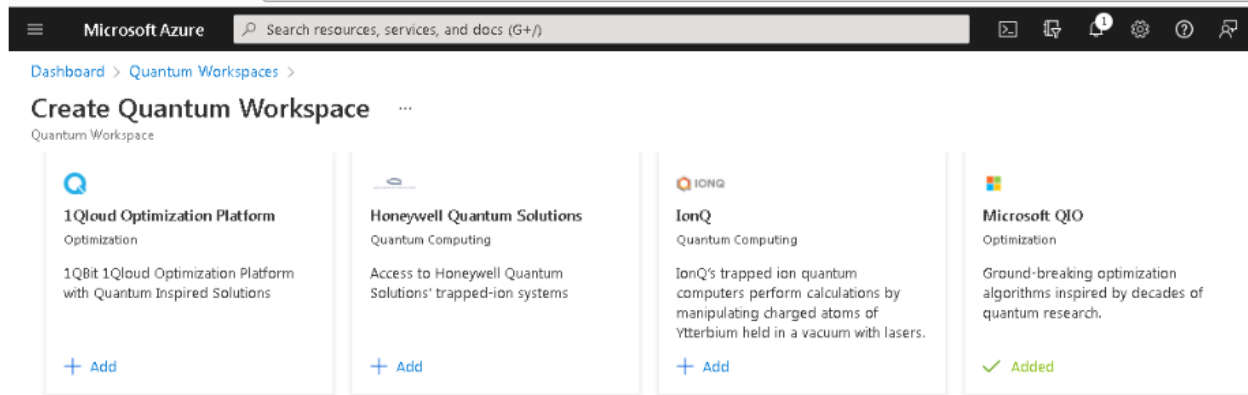 Microsoft Azure
Search resources, services, and docs (G+/)
1
Dashboard > Quantum Workspaces >
Create Quantum Workspace ...
Quantum Workspace
1Qloud Optimization Platform
Optimization
1QBit 1Qloud Optimization Platform
with Quantum Inspired Solutions
+ Add
Honeywell Quantum Solutions
Quantum Computing
Access to Honeywell Quantum
Solutions' trapped-ion systems
+ Add
IONQ
IonQ
Quantum Computing
IonQ's trapped ion quantum
computers perform calculations by
manipulating charged atoms of
Ytterbium held in a vacuum with lasers.
+ Add
Microsoft QIO
Optimization
Ground-breaking optimization
algorithms inspired by decades of
quantum research.
Added